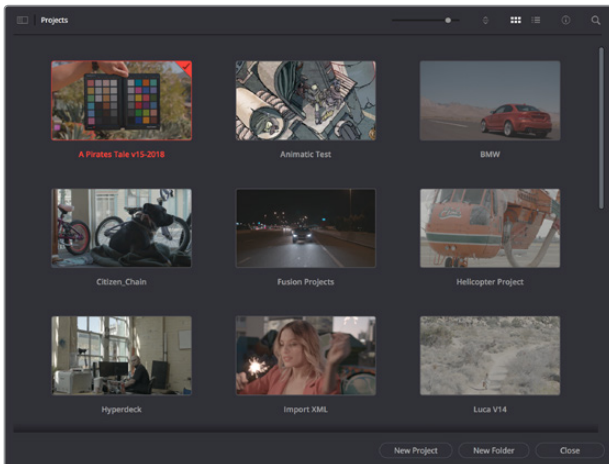 Projects
A Pirates Tale v15-2018
Animatic Test
BMW
Citizen_Chain
Fusion Projects
Helicopter Project
Hyperdeck
Import XML
Luca V14
New Project
New Folder
Close